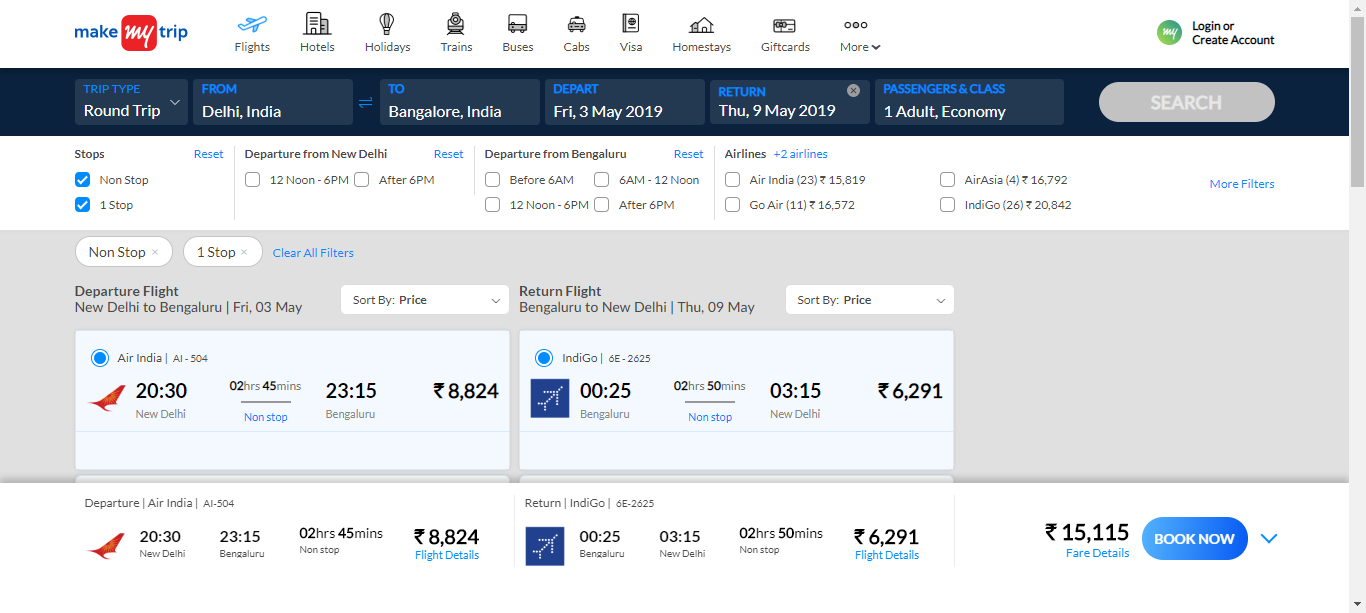 make my trip
Flights Hotels Holidays Trains Buses Cabs Visa Homestays Giftcards More
my Login or
Create Account
TRIP TYPE FROM TO DEPART RETURN PASSENGERS & CLASS
Round Trip Delhi, India Bangalore, India Fri, 3 May 2019 Thu, 9 May 2019 1 Adult, Economy SEARCH
Stops Reset Departure from New Delhi Reset Departure from Bengaluru Reset Airlines +2 airlines
Non Stop 12 Noon - 6PM After 6PM Before 6AM 6AM - 12 Noon Air India (23) ₹ 15,819 AirAsia (4) ₹ 16,792 More Filters
1 Stop 12 Noon - 6PM After 6PM Go Air (11) ₹ 16,572 IndiGo (26) ₹ 20,842
Non Stop × 1 Stop × Clear All Filters
Departure Flight
New Delhi to Bengaluru | Fri, 03 May
Sort By: Price
Return Flight
Bengaluru to New Delhi | Thu, 09 May
Sort By: Price
Air India | AI - 504
20:30 02hrs 45mins 23:15 ₹ 8,824
New Delhi Non stop Bengaluru
IndiGo | 6E - 2625
00:25 02hrs 50mins 03:15 ₹ 6,291
Bengaluru Non stop New Delhi
Departure | Air India | AI-504
20:30 23:15 02hrs 45mins ₹ 8,824
New Delhi Bengaluru Non stop Flight Details
Return | IndiGo | 6E-2625
00:25 03:15 02hrs 50mins ₹ 6,291
Bengaluru New Delhi Non stop Flight Details
₹ 15,115
Fare Details
BOOK NOW